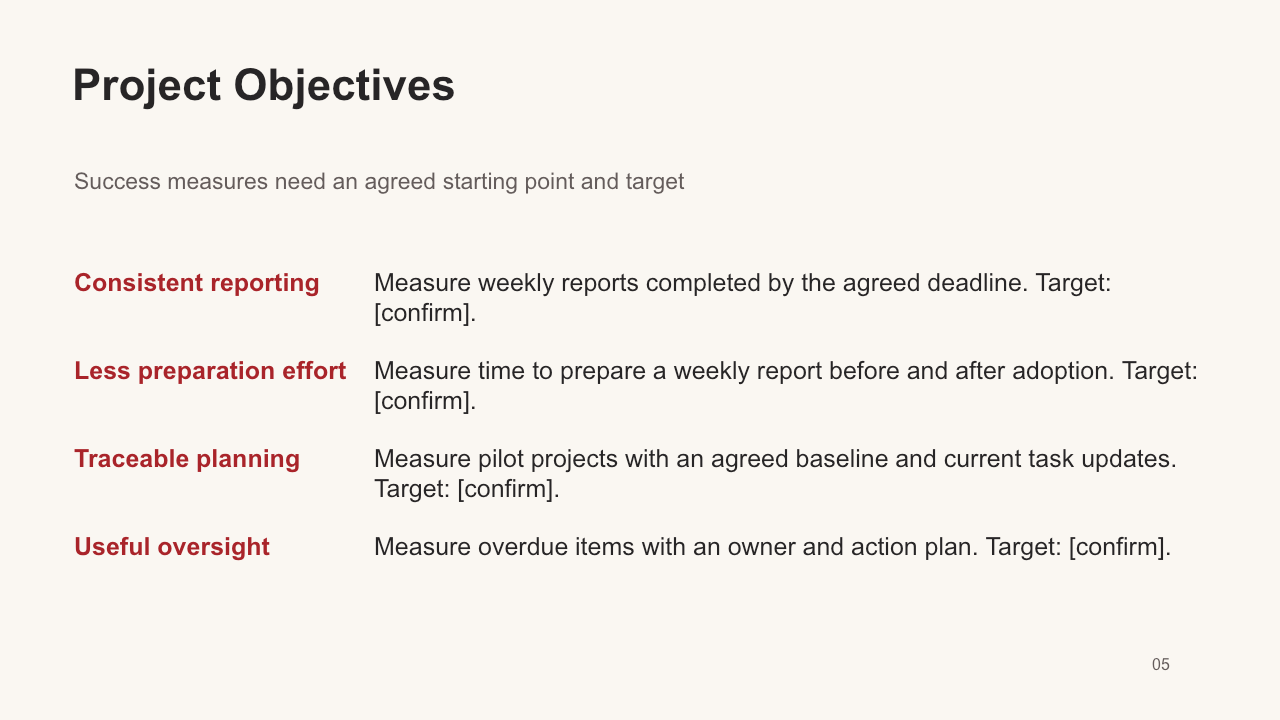 Project Objectives
Success measures need an agreed starting point and target
Consistent reporting
Measure weekly reports completed by the agreed deadline. Target:
[confirm].
Less preparation effort
Measure time to prepare a weekly report before and after adoption. Target:
[confirm].
Traceable planning
Measure pilot projects with an agreed baseline and current task updates.
Target: [confirm].
Useful oversight
Measure overdue items with an owner and action plan. Target: [confirm].
05